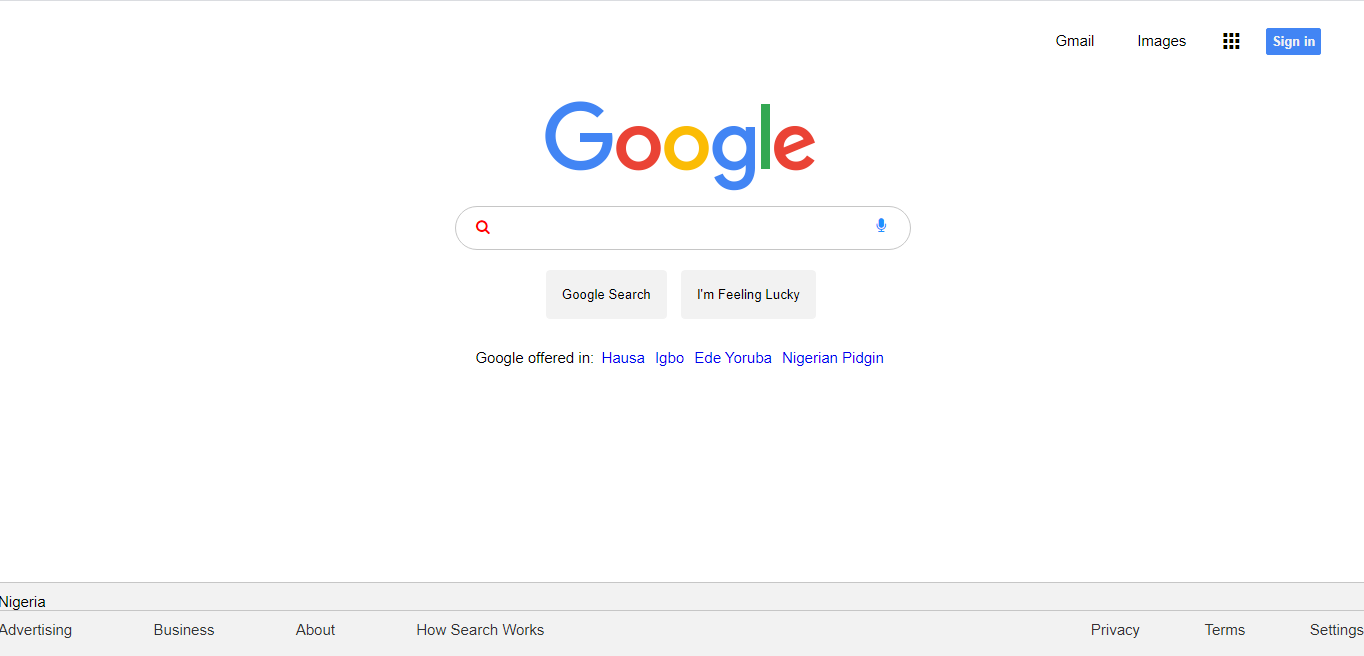 Gmail Images Sign in
Google
Google Search I'm Feeling Lucky
Google offered in: Hausa Igbo Ede Yoruba Nigerian Pidgin
Nigeria
Advertising Business About How Search Works Privacy Terms Settings